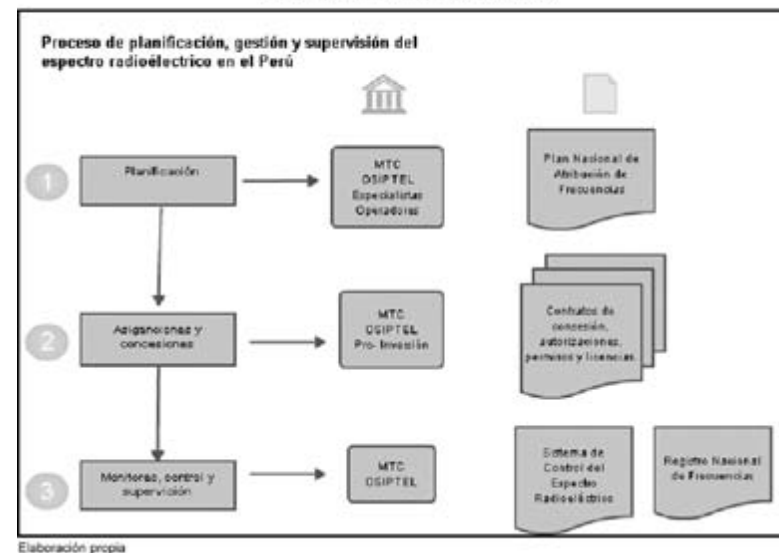 Proceso de planificación, gestión y supervisión del
espectro radioéléctrico en el Perú
1
Planificación
MTC
OSIPTEL
Especialistas
Operadores
Plan Nacional de
Atribución de
Frecuencias
2
Asignaciones y
concesiones
MTC
OSIPTEL
Pro- Inversión
Contratos de
concesión,
autorizaciones,
permisos y licencias.
3
Monitoreo, control y
supervisión
MTC
OSIPTEL
Sistema de
Control del
Espectro
Radioeléctrico
Registro Nacional
de Frecuencias
Elaboración propia